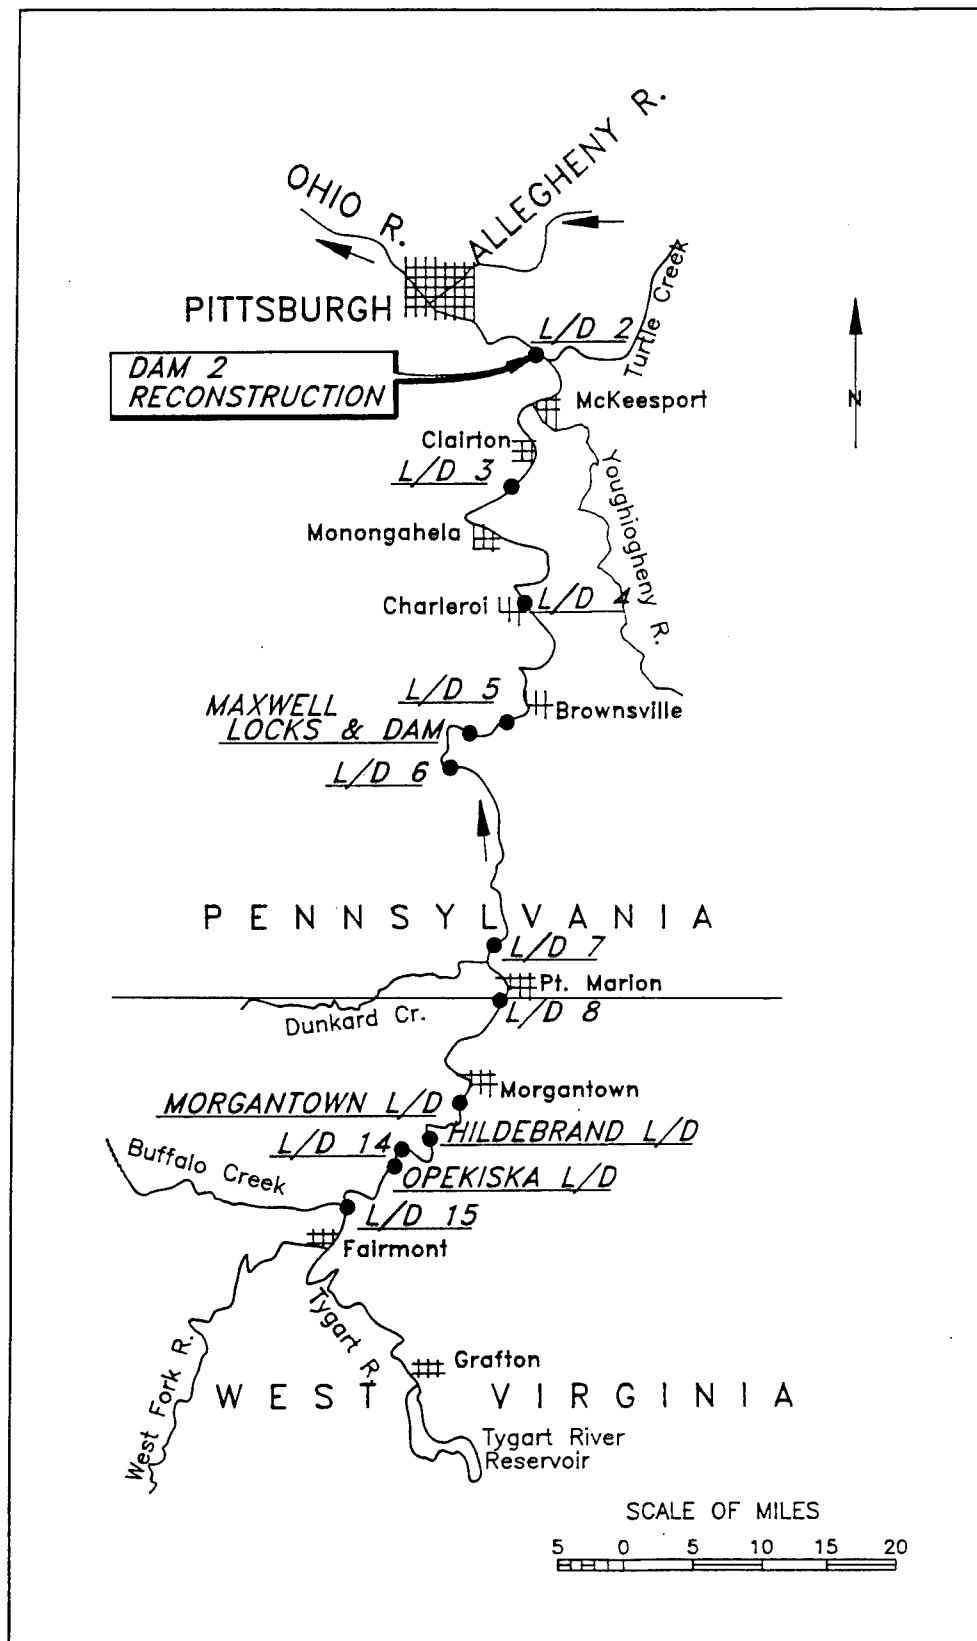 OHIO R.
ALLEGHENY R.
PITTSBURGH
L/D 2
Turtle Creek
DAM 2
RECONSTRUCTION
McKeesport
N
Clairton
L/D 3
Youghiogheny R.
Monongahela
Charleroi
L/D 4
L/D 5
MAXWELL
LOCKS & DAM
Brownsville
L/D 6
PENNSYLVANIA
L/D 7
Pt. Marion
Dunkard Cr.
L/D 8
Morgantown
MORGANTOWN L/D
HILDEBRAND L/D
L/D 14
Buffalo Creek
OPEKISKA L/D
L/D 15
Fairmont
Tygart R.
West Fork R.
Grafton
WEST VIRGINIA
Tygart River
Reservoir
SCALE OF MILES
5 0 5 10 15 20